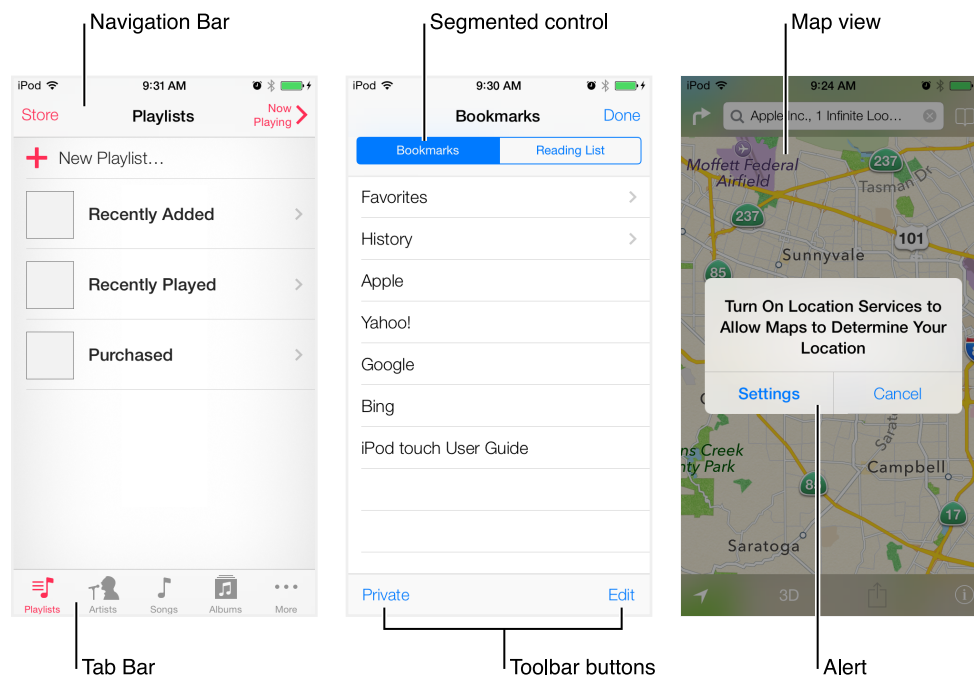 Navigation Bar
Segmented control
Map view
iPod 9:31 AM
Store Playlists Now Playing
New Playlist...
Recently Added
Recently Played
Purchased
Playlists Artists Songs Albums More
Tab Bar
iPod 9:30 AM
Bookmarks Done
Bookmarks Reading List
Favorites
History
Apple
Yahoo!
Google
Bing
iPod touch User Guide
Private Edit
Toolbar buttons
iPod 9:24 AM
Apple Inc., 1 Infinite Loo...
Moffett Federal
Airfield
237
Tasman Dr
237
101
Sunnyvale
85
Turn On Location Services to
Allow Maps to Determine Your
Location
Settings Cancel
Sarat
Creek
Park
Campbell
85
17
Saratoga
3D
Alert